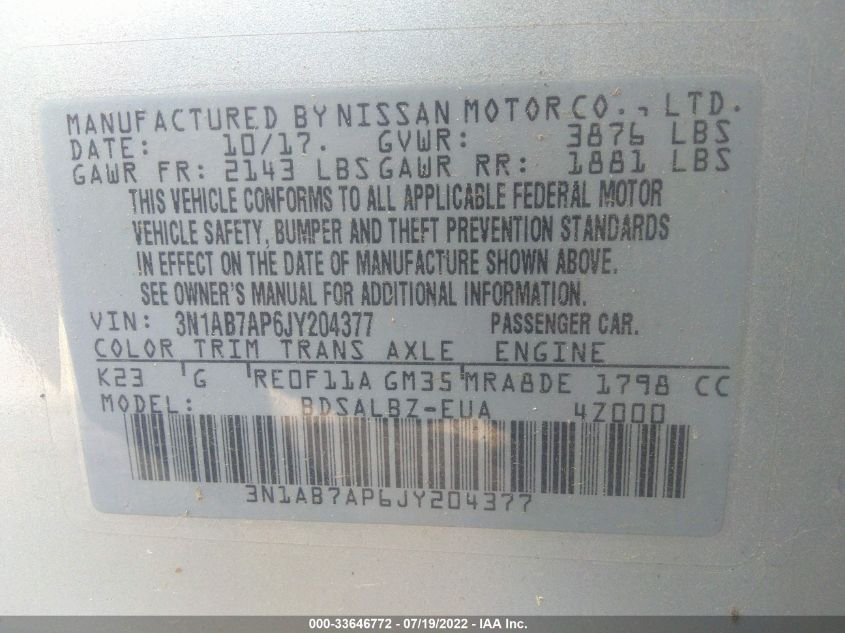 MANUFACTURED BY NISSAN MOTOR CO., LTD.
DATE: 10/17. GVWR: 3876 LBS
GAWR FR: 2143 LBS GAWR RR: 1881 LBS
THIS VEHICLE CONFORMS TO ALL APPLICABLE FEDERAL MOTOR
VEHICLE SAFETY, BUMPER AND THEFT PREVENTION STANDARDS
IN EFFECT ON THE DATE OF MANUFACTURE SHOWN ABOVE.
SEE OWNER'S MANUAL FOR ADDITIONAL INFORMATION.
VIN: 3N1AB7AP6JY204377 PASSENGER CAR.
COLOR TRIM TRANS AXLE ENGINE
K23 'G 'RE0F11A GM35'MRA8DE 1798 CC
MODEL: BDSALBZ-EUA 4Z000
3N1AB7AP6JY204377
000-33646772 - 07/19/2022 - IAA Inc.